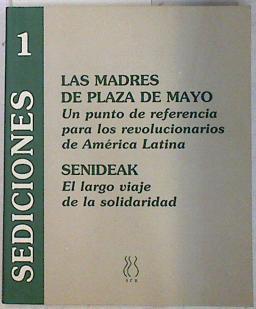 SEDICIONES 1
LAS MADRES
DE PLAZA DE MAYO
Un punto de referencia
para los revolucionarios
de América Latina
SENIDEAK
El largo viaje
de la solidaridad